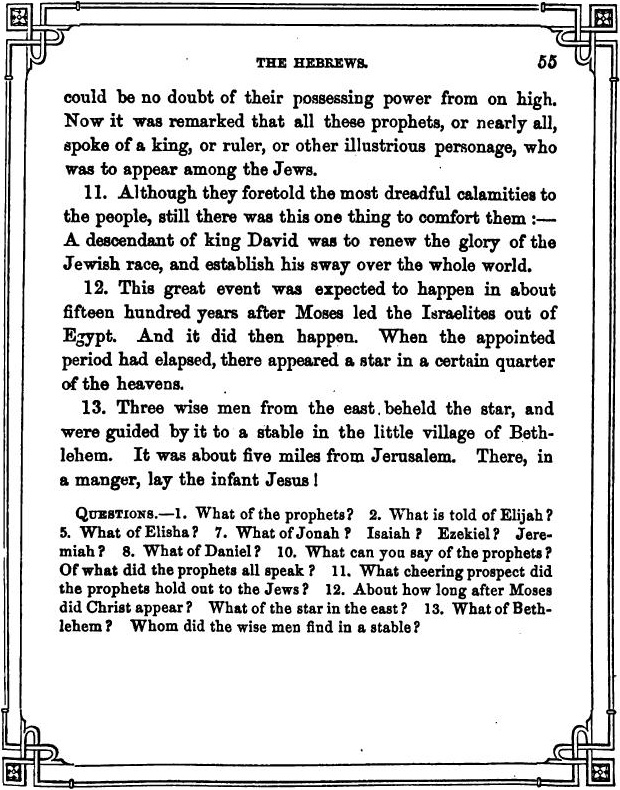 THE HEBREWS. 55
could be no doubt of their possessing power from on high.
Now it was remarked that all these prophets, or nearly all,
spoke of a king, or ruler, or other illustrious personage, who
was to appear among the Jews.
11. Although they foretold the most dreadful calamities to
the people, still there was this one thing to comfort them :—
A descendant of king David was to renew the glory of the
Jewish race, and establish his sway over the whole world.
12. This great event was expected to happen in about
fifteen hundred years after Moses led the Israelites out of
Egypt. And it did then happen. When the appointed
period had elapsed, there appeared a star in a certain quarter
of the heavens.
13. Three wise men from the east beheld the star, and
were guided by it to a stable in the little village of Beth-
lehem. It was about five miles from Jerusalem. There, in
a manger, lay the infant Jesus !
QUESTIONS.—1. What of the prophets? 2. What is told of Elijah?
5. What of Elisha? 7. What of Jonah? Isaiah? Ezekiel? Jere-
miah? 8. What of Daniel? 10. What can you say of the prophets?
Of what did the prophets all speak? 11. What cheering prospect did
the prophets hold out to the Jews? 12. About how long after Moses
did Christ appear? What of the star in the east? 13. What of Beth-
lehem? Whom did the wise men find in a stable?